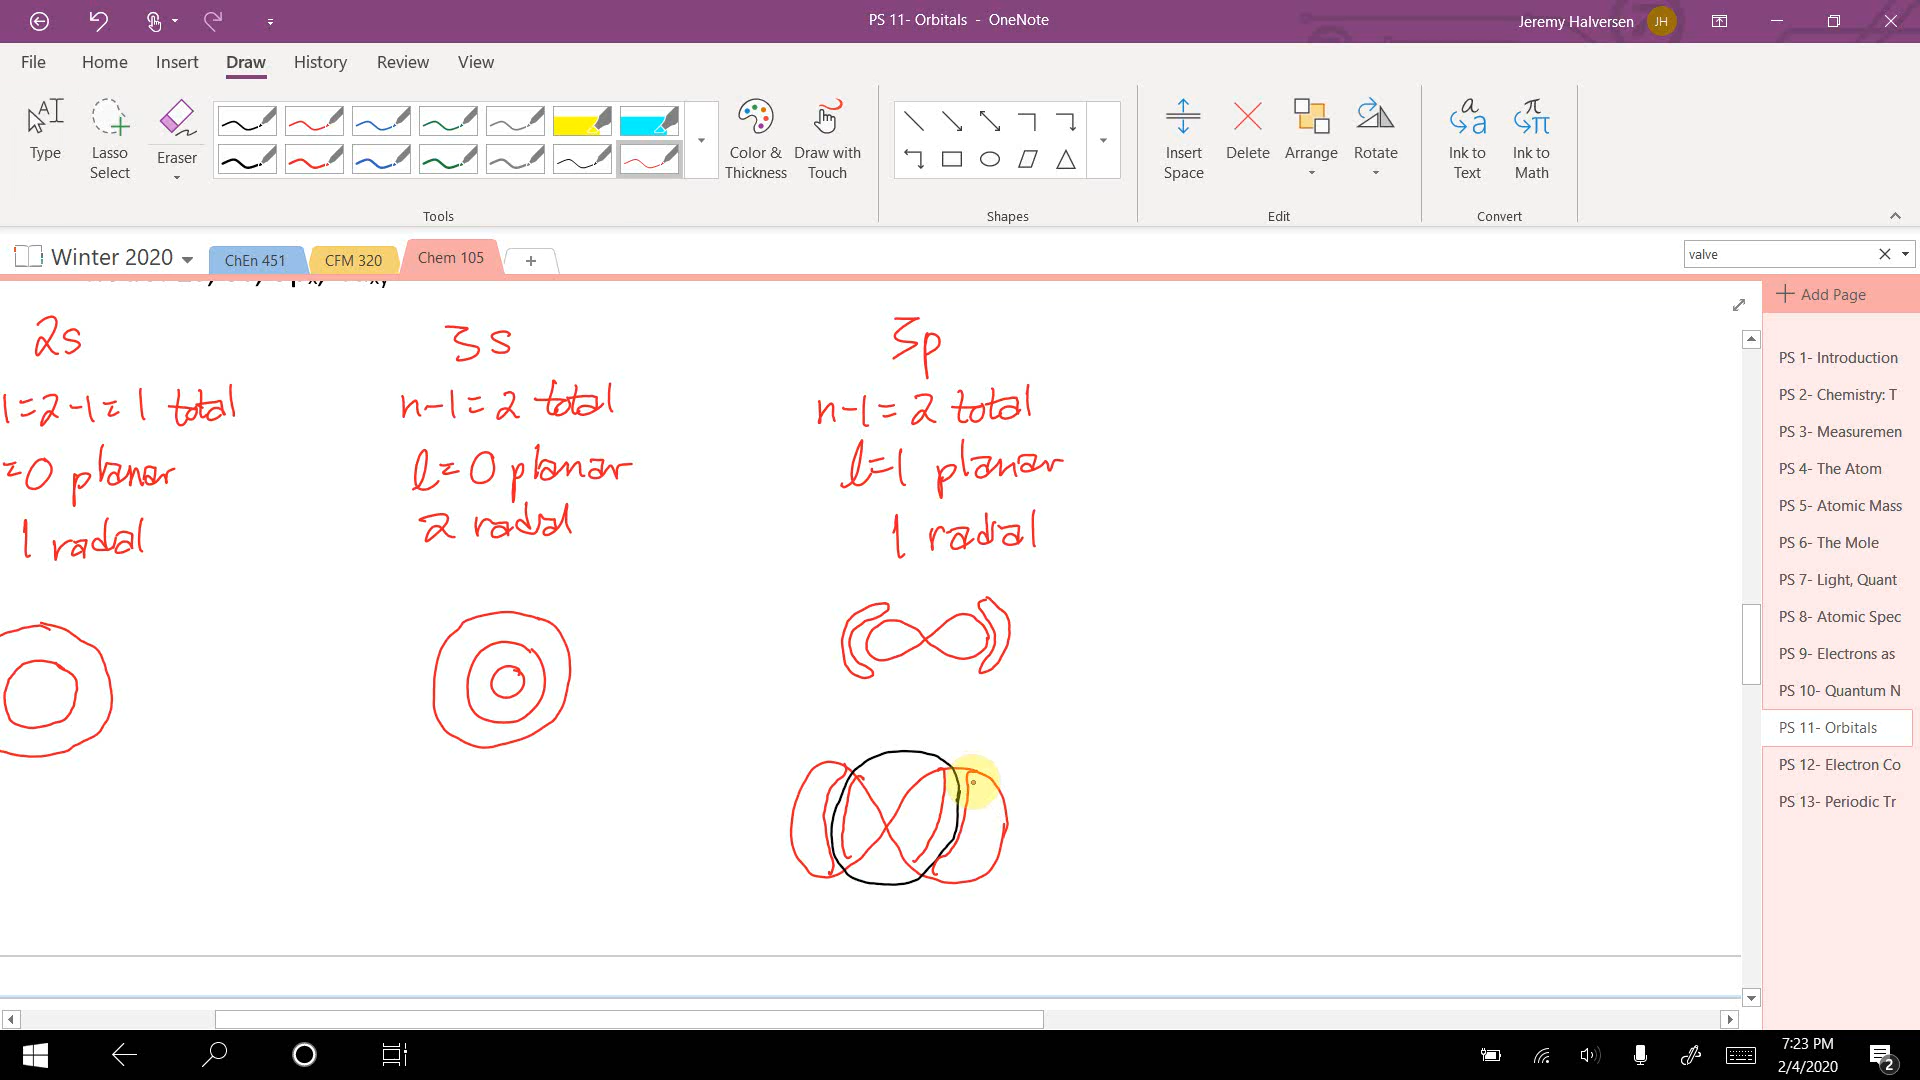 PS 11- Orbitals - OneNote
Jeremy Halversen
JH
File Home Insert Draw History Review View
Type
Lasso Select
Eraser
Color & Thickness
Draw with Touch
Insert Space
Delete
Arrange
Rotate
Ink to Text
Ink to Math
Tools
Shapes
Edit
Convert
Winter 2020
ChEn 451
CFM 320
Chem 105
valve
Add Page
PS 1- Introduction
PS 2- Chemistry: T
PS 3- Measuremen
PS 4- The Atom
PS 5- Atomic Mass
PS 6- The Mole
PS 7- Light, Quant
PS 8- Atomic Spec
PS 9- Electrons as
PS 10- Quantum N
PS 11- Orbitals
PS 12- Electron Co
PS 13- Periodic Tr
2s
1=2-1=1 total
=0 planar
1 radal
3s
n-1=2 total
l=0 planar
2 radial
3p
n-1=2 total
l=1 planar
1 radial
7:23 PM
2/4/2020
2